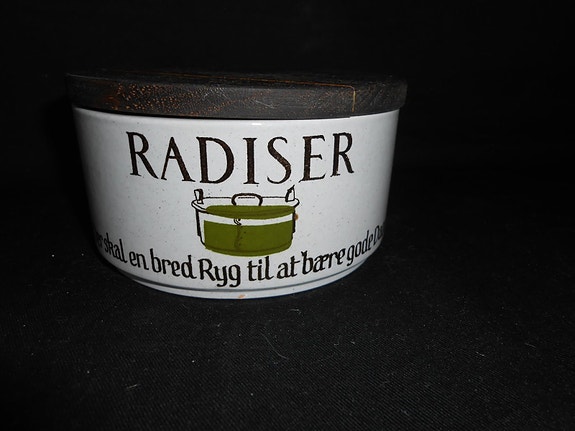 RADISER
skal en bred Ryg til at bære gode